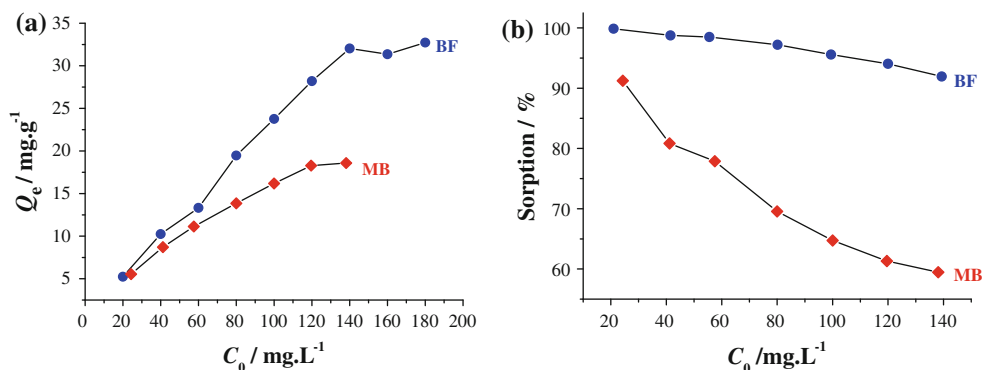 (a)
35
30
25
20
15
10
5
Qe / mg.g-1
BF
MB
0 20 40 60 80 100 120 140 160 180 200
C0 / mg.L-1
(b)
100
90
80
70
60
Sorption / %
BF
MB
20 40 60 80 100 120 140
C0 /mg.L-1